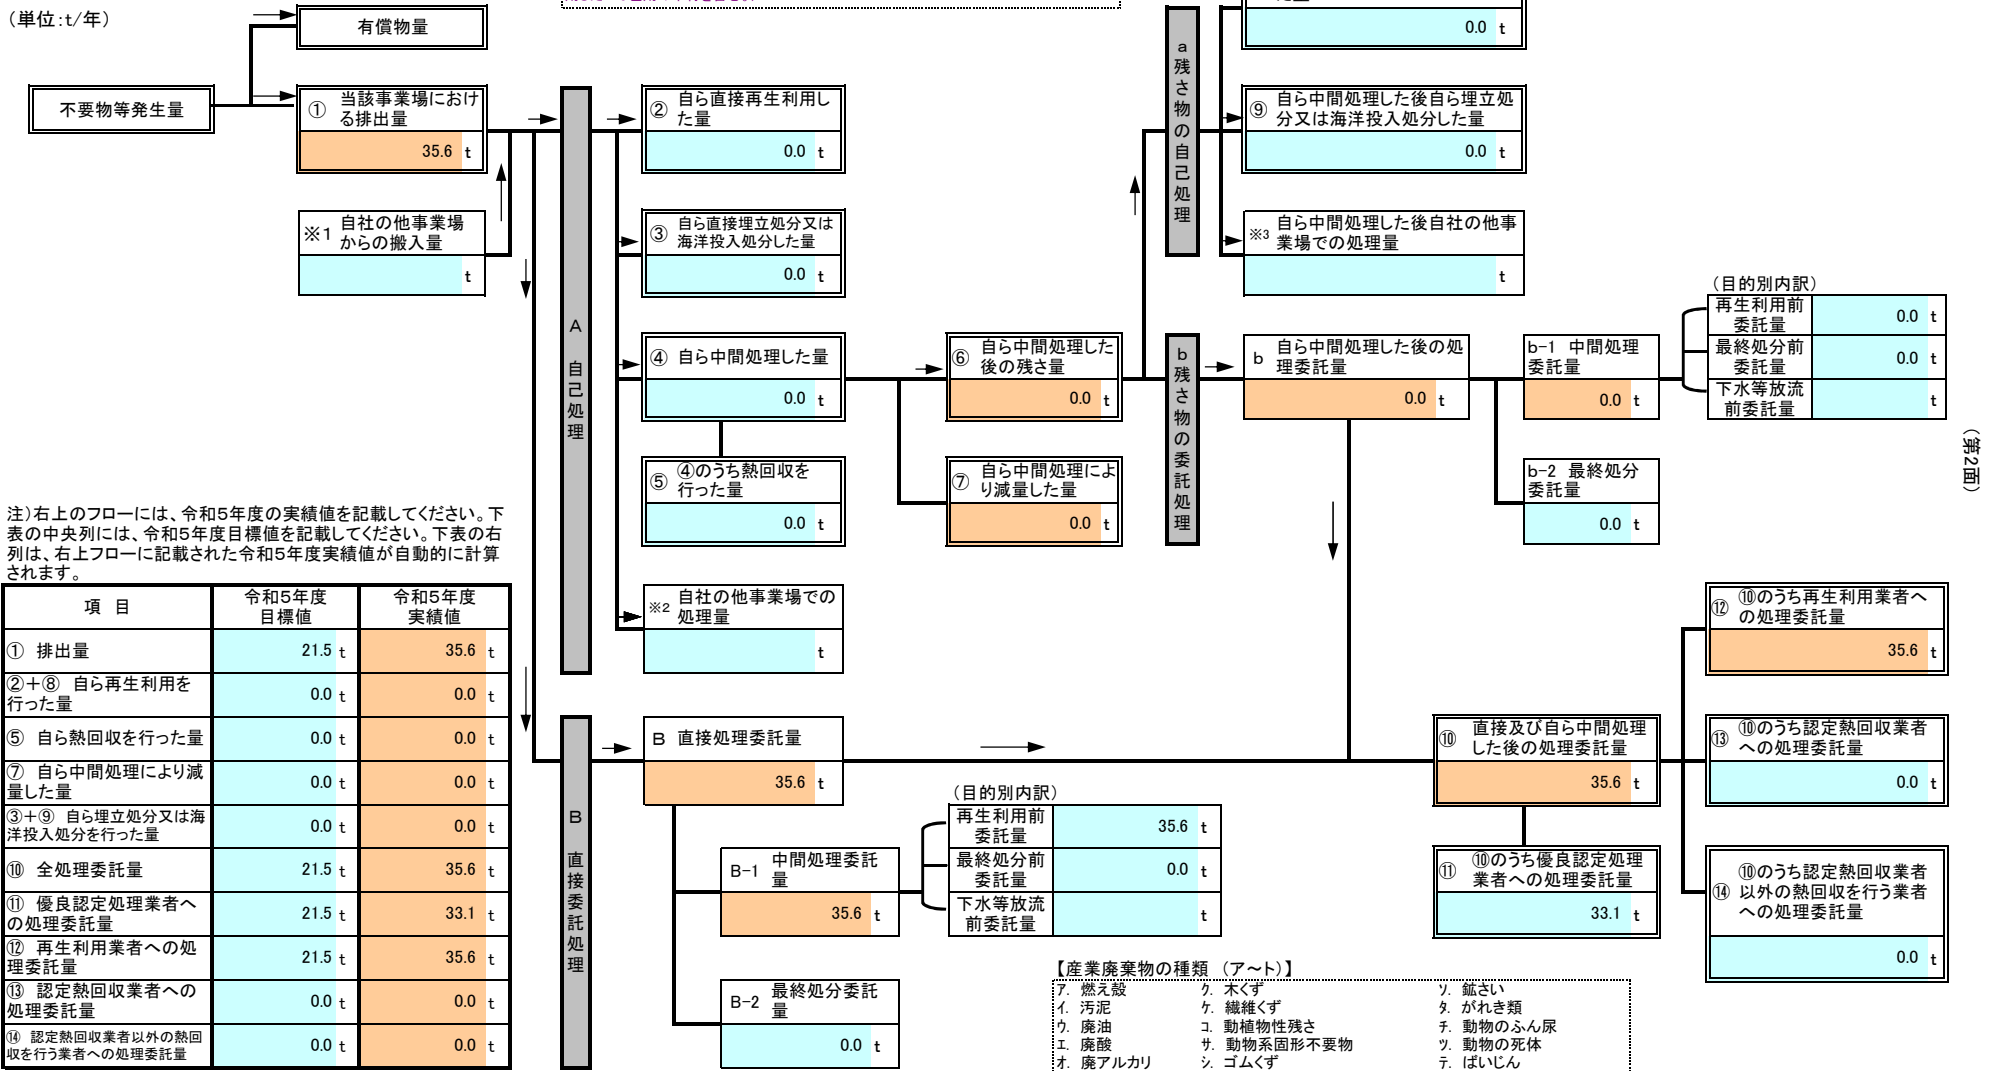 (単位:t/年)
有償物量
不要物等発生量
① 当該事業場におけ
る排出量
35.6 t
※1 自社の他事業場
からの搬入量
t
A 自己処理
② 自ら直接再生利用し
た量
0.0 t
③ 自ら直接埋立処分又は
海洋投入処分した量
0.0 t
④ 自ら中間処理した量
0.0 t
⑤ ④のうち熱回収を
行った量
0.0 t
⑥ 自ら中間処理した
後の残さ量
0.0 t
⑦ 自ら中間処理によ
り減量した量
0.0 t
※2 自社の他事業場での
処理量
t
a 残さ物の自己処理
0.0 t
⑨ 自ら中間処理した後自ら埋立処
分又は海洋投入処分した量
0.0 t
※3 自ら中間処理した後自社の他事
業場での処理量
t
b 残さ物の委託処理
b 自ら中間処理した後の処
理委託量
0.0 t
b-1 中間処理
委託量
0.0 t
(目的別内訳)
再生利用前
委託量
0.0 t
最終処分前
委託量
0.0 t
下水等放流
前委託量
t
b-2 最終処分
委託量
0.0 t
(第2面)
注)右上のフローには、令和5年度の実績値を記載してください。下
表の中央列には、令和5年度目標値を記載してください。下表の右
列は、右上フローに記載された令和5年度実績値が自動的に計算
されます。
項 目 令和5年度
目標値 令和5年度
実績値
① 排出量 21.5 t 35.6 t
②+⑧ 自ら再生利用を
行った量 0.0 t 0.0 t
⑤ 自ら熱回収を行った量 0.0 t 0.0 t
⑦ 自ら中間処理により減
量した量 0.0 t 0.0 t
③+⑨ 自ら埋立処分又は海
洋投入処分を行った量 0.0 t 0.0 t
⑩ 全処理委託量 21.5 t 35.6 t
⑪ 優良認定処理業者へ
の処理委託量 21.5 t 33.1 t
⑫ 再生利用業者への処
理委託量 21.5 t 35.6 t
⑬ 認定熱回収業者への
処理委託量 0.0 t 0.0 t
⑭ 認定熱回収業者以外の熱回
収を行う業者への処理委託量 0.0 t 0.0 t
B 直接委託処理
B 直接処理委託量
35.6 t
B-1 中間処理委託
量
35.6 t
(目的別内訳)
再生利用前
委託量
35.6 t
最終処分前
委託量
0.0 t
下水等放流
前委託量
t
B-2 最終処分委託
量
0.0 t
⑩ 直接及び自ら中間処理
した後の処理委託量
35.6 t
⑪ ⑩のうち優良認定処理
業者への処理委託量
33.1 t
⑫ ⑩のうち再生利用業者へ
の処理委託量
35.6 t
⑬ ⑩のうち認定熱回収業者
への処理委託量
0.0 t
⑭ ⑩のうち認定熱回収業者
以外の熱回収を行う業者
への処理委託量
0.0 t
【産業廃棄物の種類 (ア~ト)】
ア. 燃え殻 ク. 木くず ソ. 鉱さい
イ. 汚泥 ケ. 繊維くず タ. がれき類
ウ. 廃油 コ. 動植物性残さ チ. 動物のふん尿
エ. 廃酸 サ. 動物系固形不要物 ツ. 動物の死体
オ. 廃アルカリ シ. ゴムくず テ. ばいじん